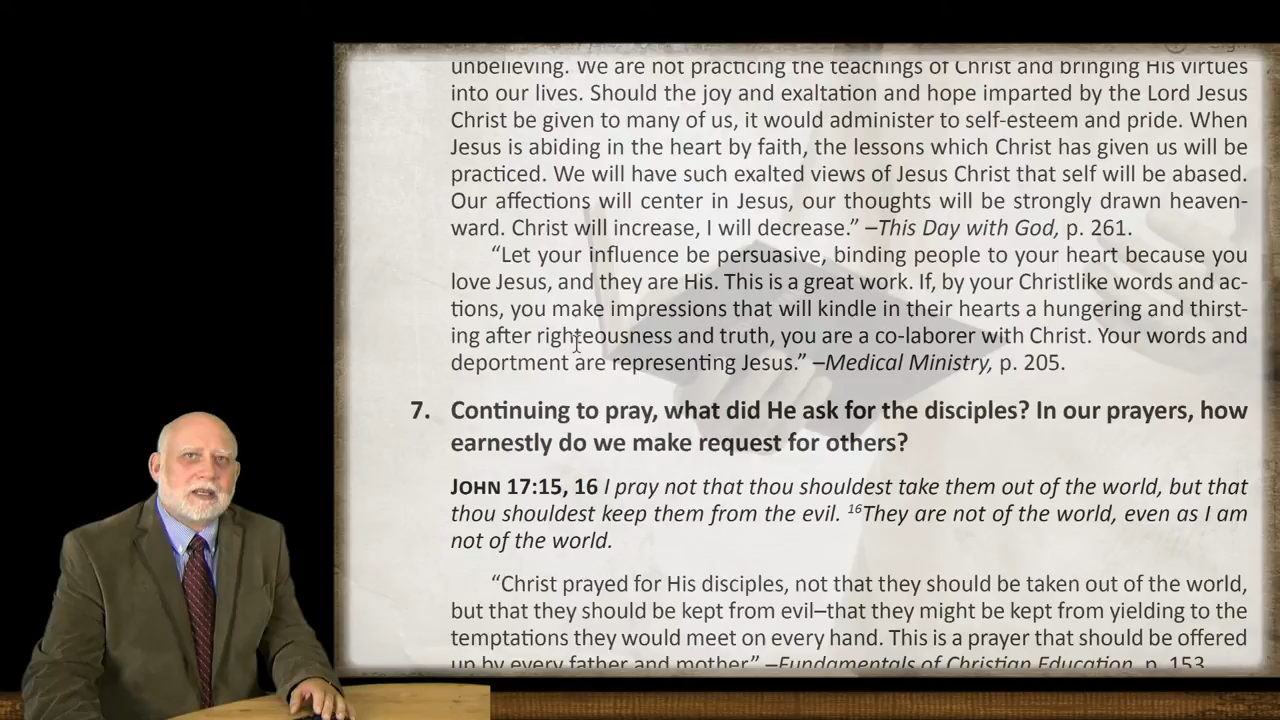 unbelieving. We are not practicing the teachings of Christ and bringing His virtues
into our lives. Should the joy and exaltation and hope imparted by the Lord Jesus
Christ be given to many of us, it would administer to self-esteem and pride. When
Jesus is abiding in the heart by faith, the lessons which Christ has given us will be
practiced. We will have such exalted views of Jesus Christ that self will be abased.
Our affections will center in Jesus, our thoughts will be strongly drawn heaven-
ward. Christ will increase, I will decrease.” –This Day with God, p. 261.
“Let your influence be persuasive, binding people to your heart because you
love Jesus, and they are His. This is a great work. If, by your Christlike words and ac-
tions, you make impressions that will kindle in their hearts a hungering and thirst-
ing after righteousness and truth, you are a co-laborer with Christ. Your words and
deportment are representing Jesus.” –Medical Ministry, p. 205.
7. Continuing to pray, what did He ask for the disciples? In our prayers, how
earnestly do we make request for others?
JOHN 17:15, 16 I pray not that thou shouldest take them out of the world, but that
thou shouldest keep them from the evil. 16They are not of the world, even as I am
not of the world.
“Christ prayed for His disciples, not that they should be taken out of the world,
but that they should be kept from evil–that they might be kept from yielding to the
temptations they would meet on every hand. This is a prayer that should be offered
up by every father and mother” –Fundamentals of Christian Education, p. 153